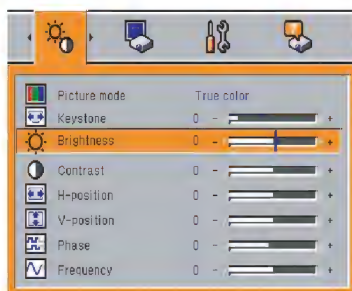 Picture mode True color
Keystone 0 - +
Brightness 0 - +
Contrast 0 - +
H-position 0 - +
V-position 0 - +
Phase 0 - +
Frequency 0 - +